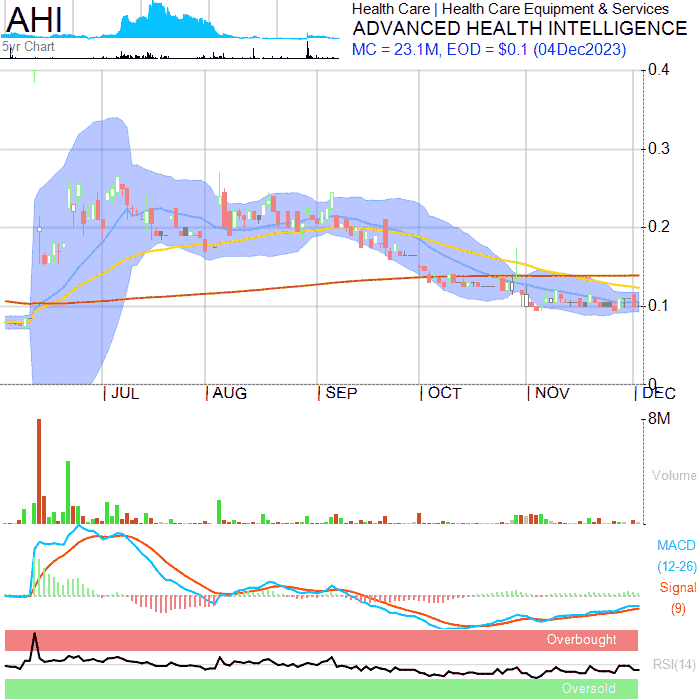 AHI
Health Care | Health Care Equipment & Services
ADVANCED HEALTH INTELLIGENCE
5yr Chart
MC = 23.1M, EOD = $0.1 (04Dec2023)
0.4
0.3
0.2
0.1
0
JUL AUG SEP OCT NOV DEC
8M
Volume
MACD
(12-26)
Signal
(9)
Overbought
RSI(14)
Oversold